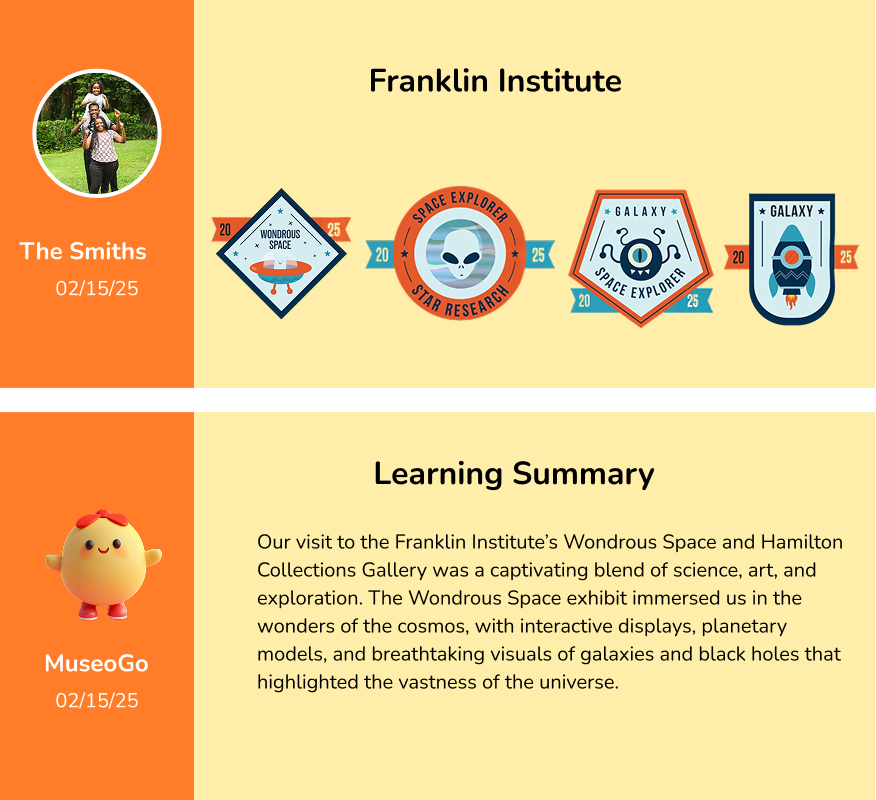 Franklin Institute
The Smiths
02/15/25
20 WONDROUS SPACE 25
20 SPACE EXPLORER STAR RESEARCH 25
GALAXY SPACE EXPLORER 20 25
GALAXY 20 25
Learning Summary
MuseoGo
02/15/25
Our visit to the Franklin Institute’s Wondrous Space and Hamilton
Collections Gallery was a captivating blend of science, art, and
exploration. The Wondrous Space exhibit immersed us in the
wonders of the cosmos, with interactive displays, planetary
models, and breathtaking visuals of galaxies and black holes that
highlighted the vastness of the universe.